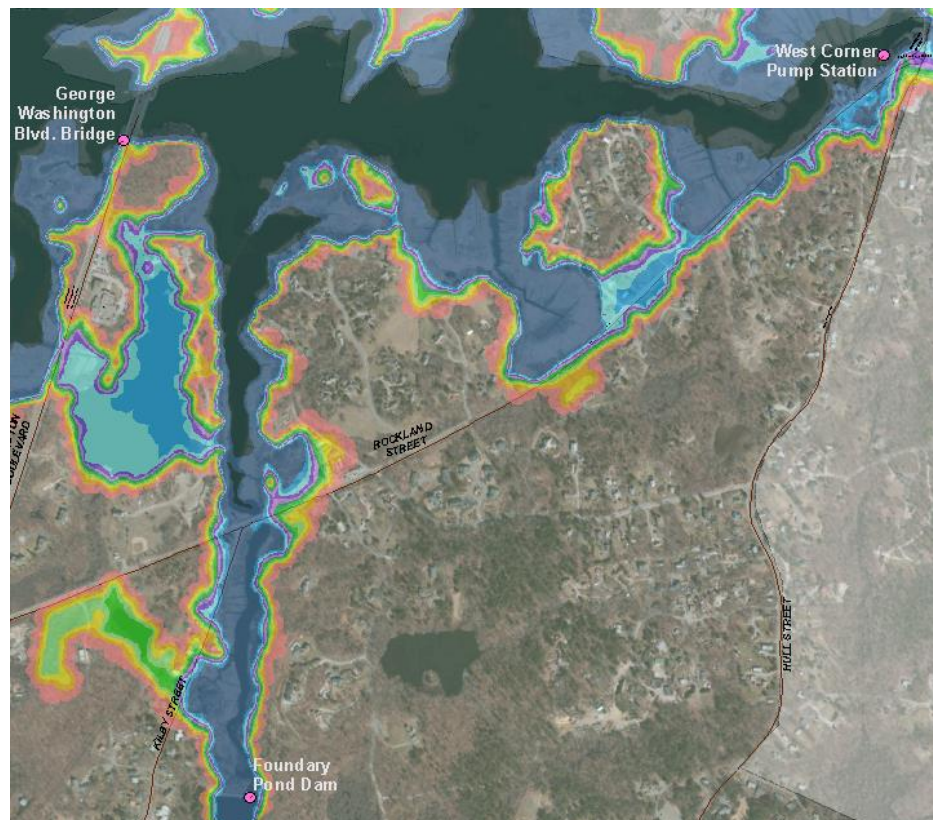 West Corner
Pump Station
George
Washington
Blvd. Bridge
ROCKLAND
STREET
HULL STREET
KILBY STREET
Foundary
Pond Dam